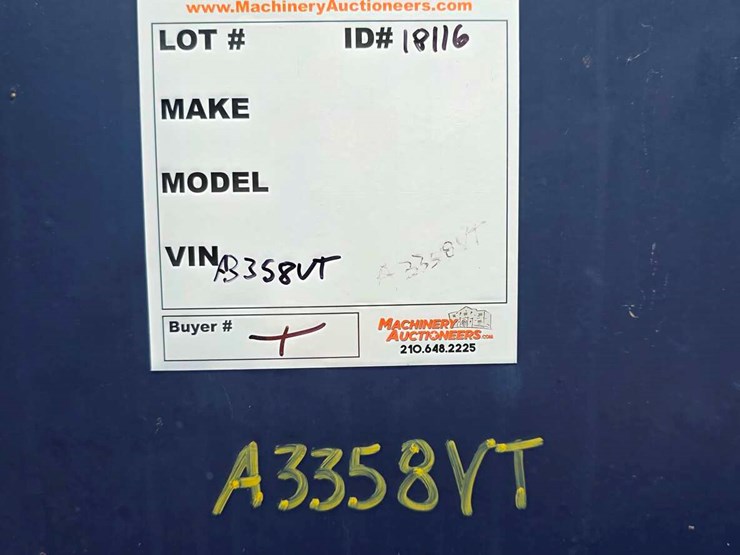 www.MachineryAuctioneers.com
LOT # ID# 18116
MAKE
MODEL
VIN A3358VT A3358VT
Buyer #
MACHINERY
AUCTIONEERS.COM
210.648.2225
A3358VT